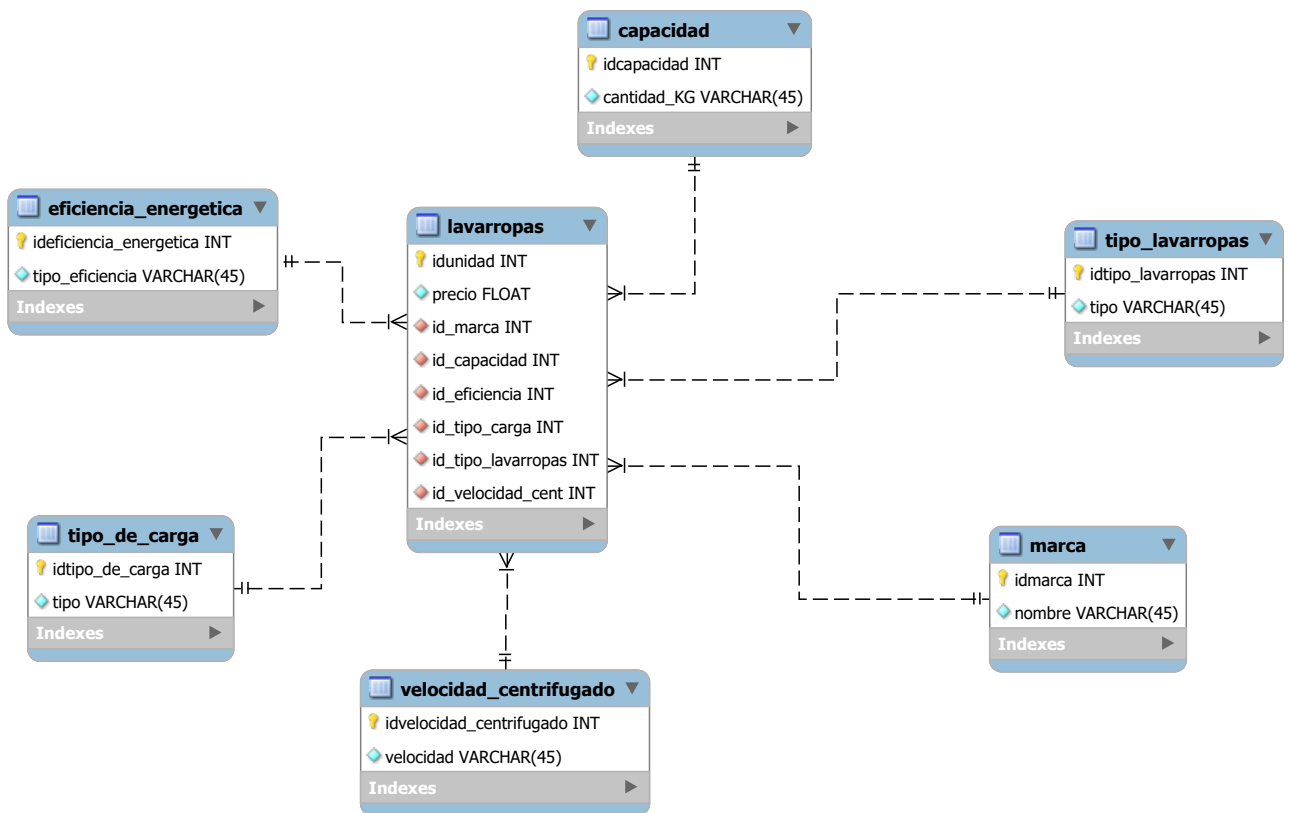 capacidad
idcapacidad INT
cantidad_KG VARCHAR(45)
Indexes
eficiencia_energetica
ideficiencia_energetica INT
tipo_eficiencia VARCHAR(45)
Indexes
lavarropas
idunidad INT
precio FLOAT
id_marca INT
id_capacidad INT
id_eficiencia INT
id_tipo_carga INT
id_tipo_lavarropas INT
id_velocidad_cent INT
Indexes
tipo_lavarropas
idtipo_lavarropas INT
tipo VARCHAR(45)
Indexes
tipo_de_carga
idtipo_de_carga INT
tipo VARCHAR(45)
Indexes
marca
idmarca INT
nombre VARCHAR(45)
Indexes
velocidad_centrifugado
idvelocidad_centrifugado INT
velocidad VARCHAR(45)
Indexes